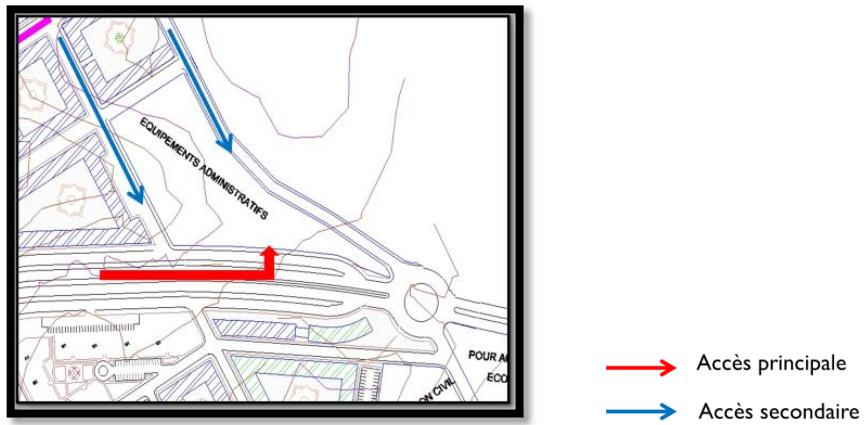 EQUIPEMENTS ADMINISTRATIFS
POUR A
ECO
ON CIVIL
Accès principale
Accès secondaire